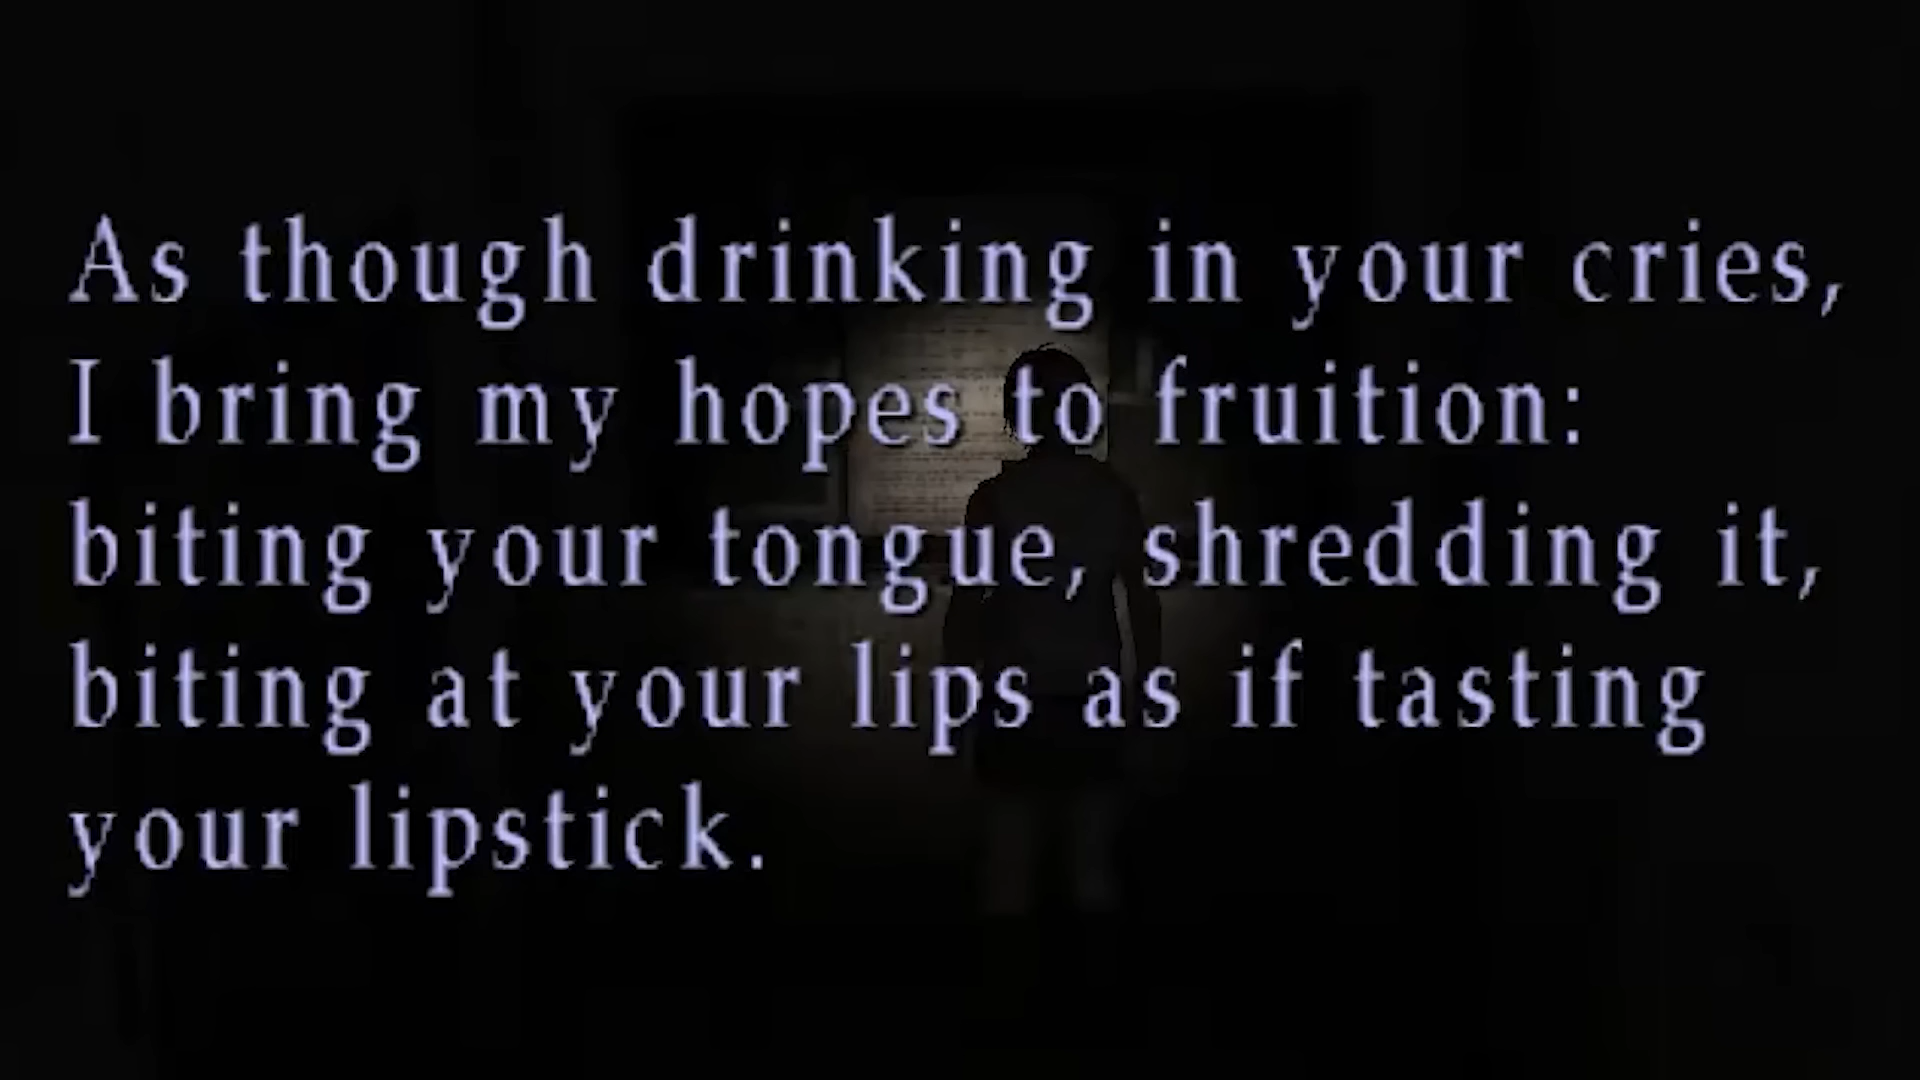 As though drinking in your cries,
I bring my hopes to fruition:
biting your tongue, shredding it,
biting at your lips as if tasting
your lipstick.